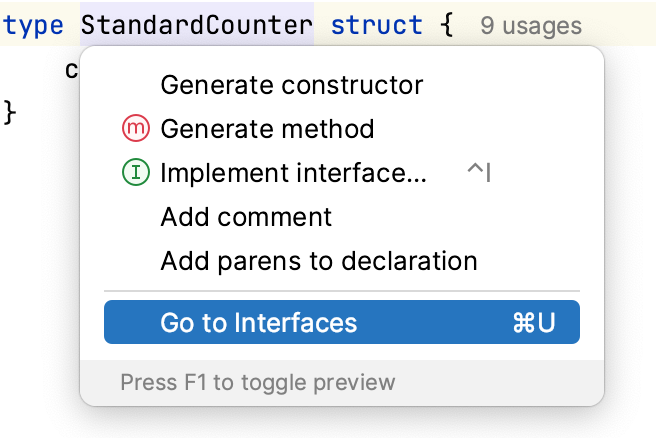 type StandardCounter struct {   9 usages
c
}
Generate constructor
m Generate method
I Implement interface... ^I
Add comment
Add parens to declaration
Go to Interfaces ⌘U
Press F1 to toggle preview